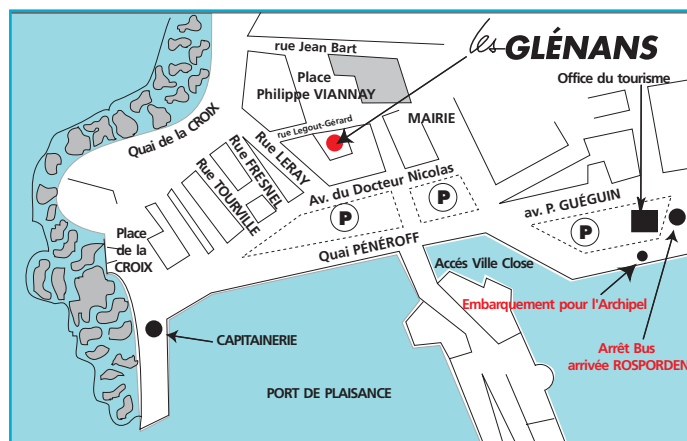 rue Jean Bart
les GLÉNANS
Office du tourisme
Place
Philippe VIANNAY
MAIRIE
rue Legout-Gérard
Quai de la CROIX
Rue LERAY
Rue FRESNEL
Rue TOURVILLE
Av. du Docteur Nicolas
av. P. GUÉGUIN
P
P
P
Place
de la
CROIX
Quai PÉNÉROFF
Accés Ville Close
Embarquement pour l'Archipel
CAPITAINERIE
Arrêt Bus
arrivée ROSPORDEN
PORT DE PLAISANCE